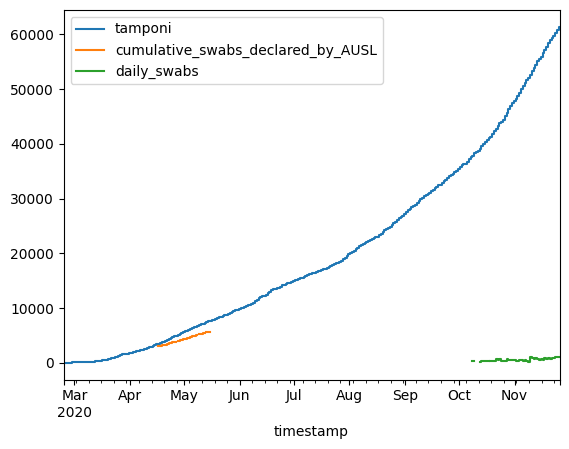 tamponi
cumulative_swabs_declared_by_AUSL
daily_swabs
60000
50000
40000
30000
20000
10000
0
Mar Apr May Jun Jul Aug Sep Oct Nov
2020
timestamp